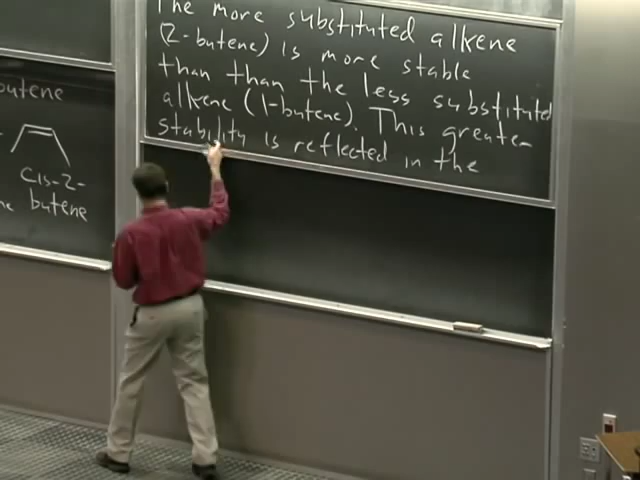 The more substituted alkene
(2-butene) is more stable
than than the less substituted
alkene (1-butene). This greater
stability is reflected in the
butene
cis-2-
butene